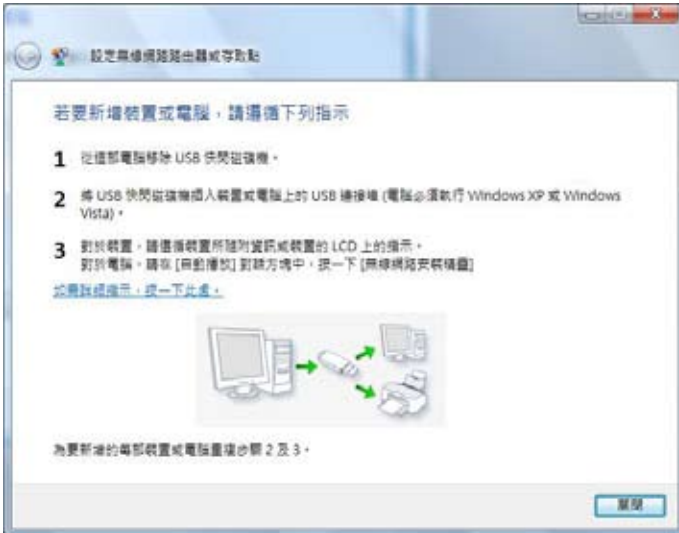 設定無線網路路由器或存取點
若要新增裝置或電腦，請遵循下列指示
1 從這部電腦移除 USB 快閃磁碟機。
2 將 USB 快閃磁碟機插入裝置或電腦上的 USB 連接埠 (電腦必須執行 Windows XP 或 Windows
Vista)。
3 對於裝置，請遵循裝置所隨附資訊或裝置的 LCD 上的指示。
對於電腦，請在 [自動播放] 對話方塊中，按一下 [無線網路安裝精靈]
如需詳細指示，按一下此處。
為要新增的每部裝置或電腦重複步驟 2 及 3。
關閉